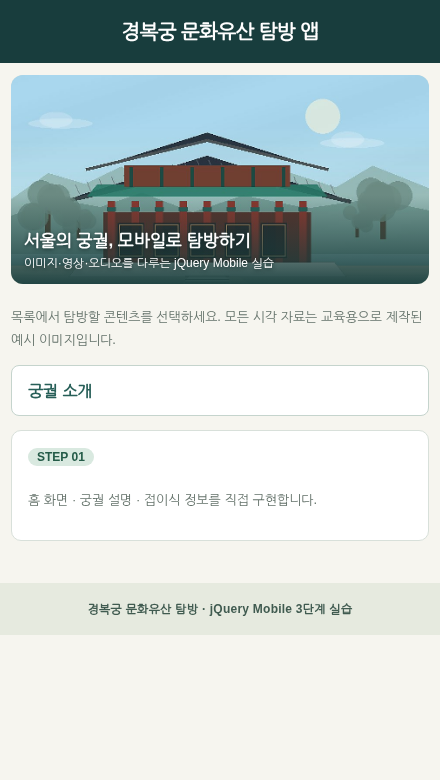 경복궁 문화유산 탐방 앱
서울의 궁궐, 모바일로 탐방하기
이미지·영상·오디오를 다루는 jQuery Mobile 실습
목록에서 탐방할 콘텐츠를 선택하세요. 모든 시각 자료는 교육용으로 제작된
예시 이미지입니다.
궁궐 소개
STEP 01
홈 화면 · 궁궐 설명 · 접이식 정보를 직접 구현합니다.
경복궁 문화유산 탐방 · jQuery Mobile 3단계 실습